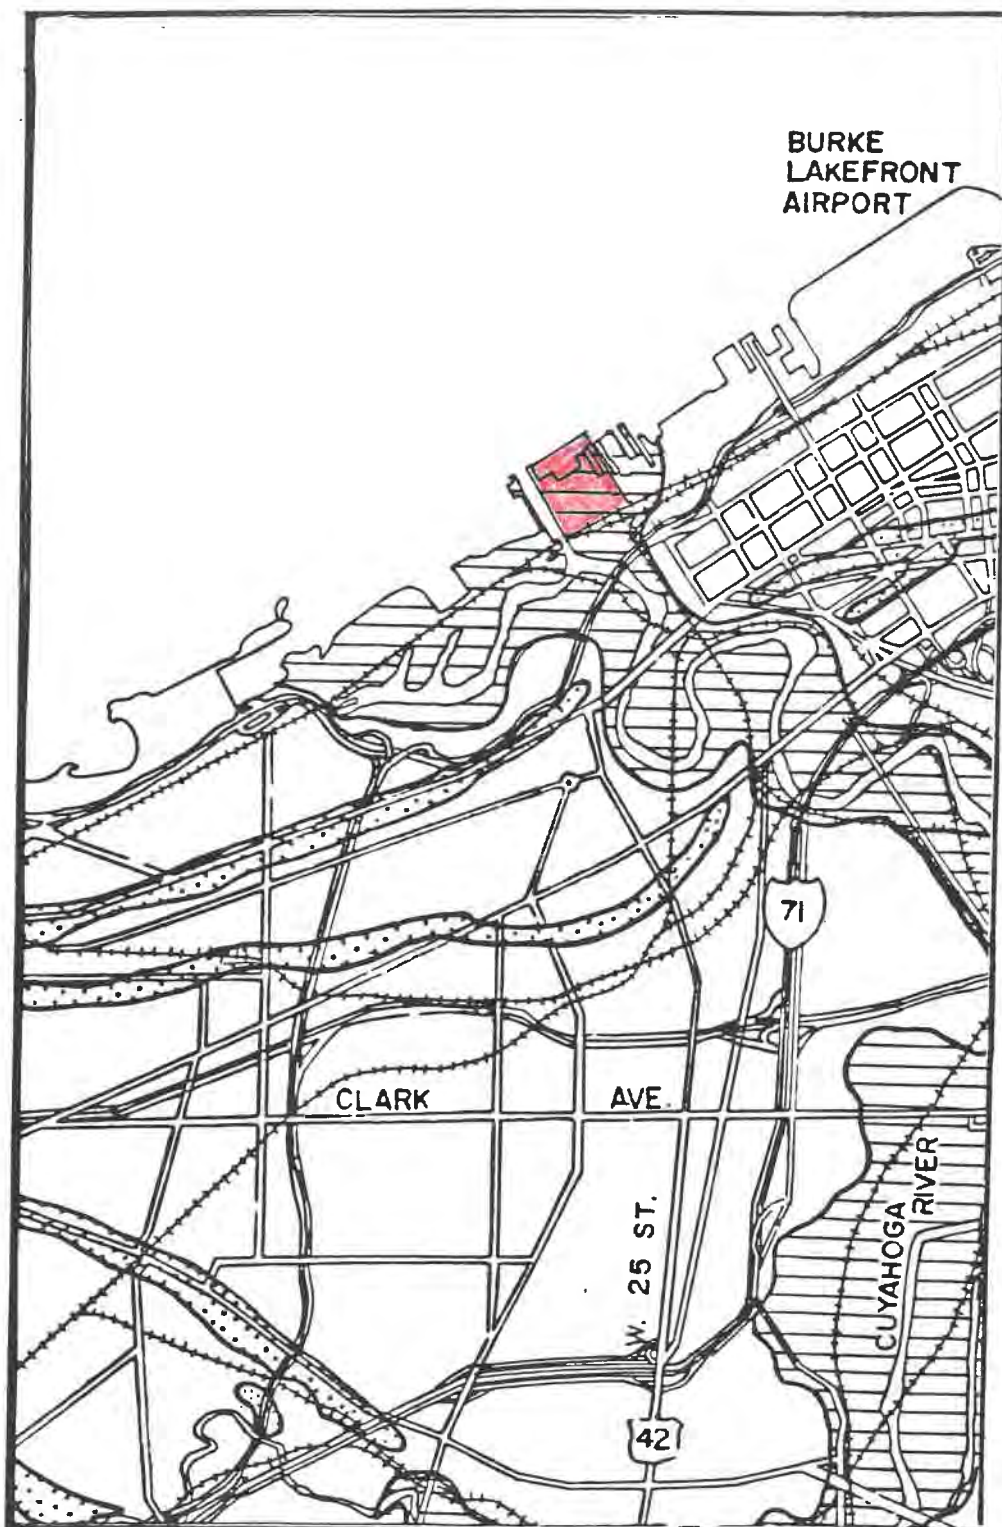 BURKE
LAKEFRONT
AIRPORT
71
CLARK AVE.
CUYAHOGA
RIVER
W. 25 ST.
42